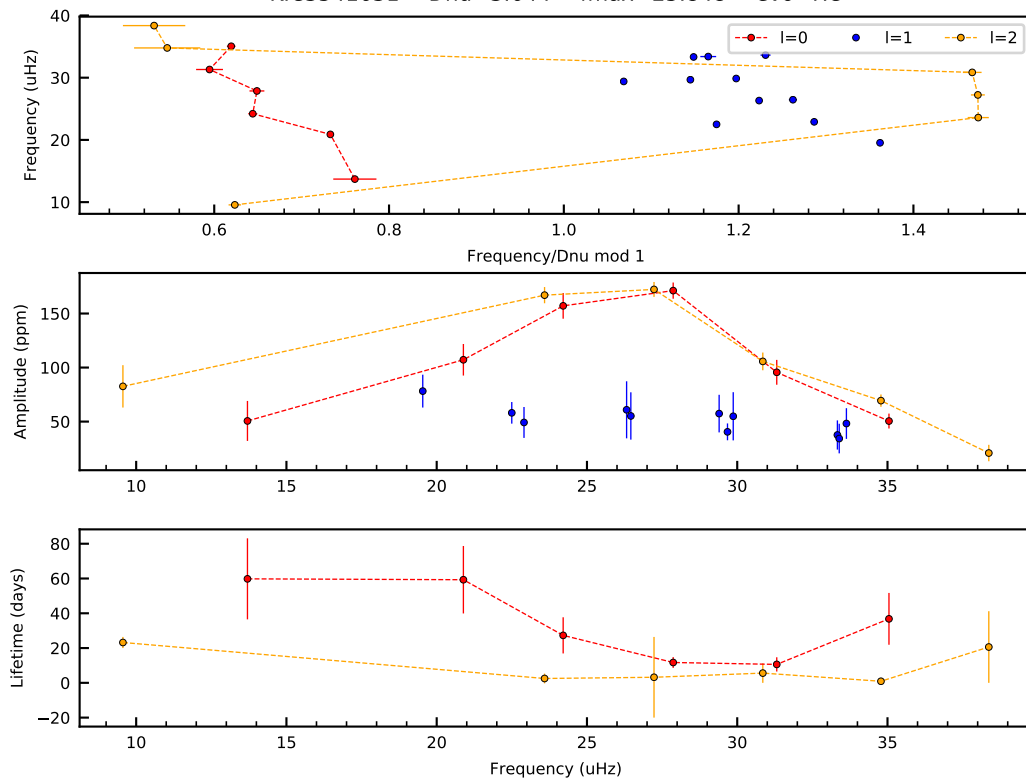 40
30
20
10
Frequency (uHz)
l=0 l=1 l=2
0.6 0.8 1.0 1.2 1.4
Frequency/Dnu mod 1
150
100
50
Amplitude (ppm)
10 15 20 25 30 35
80
60
40
20
0
−20
Lifetime (days)
10 15 20 25 30 35
Frequency (uHz)